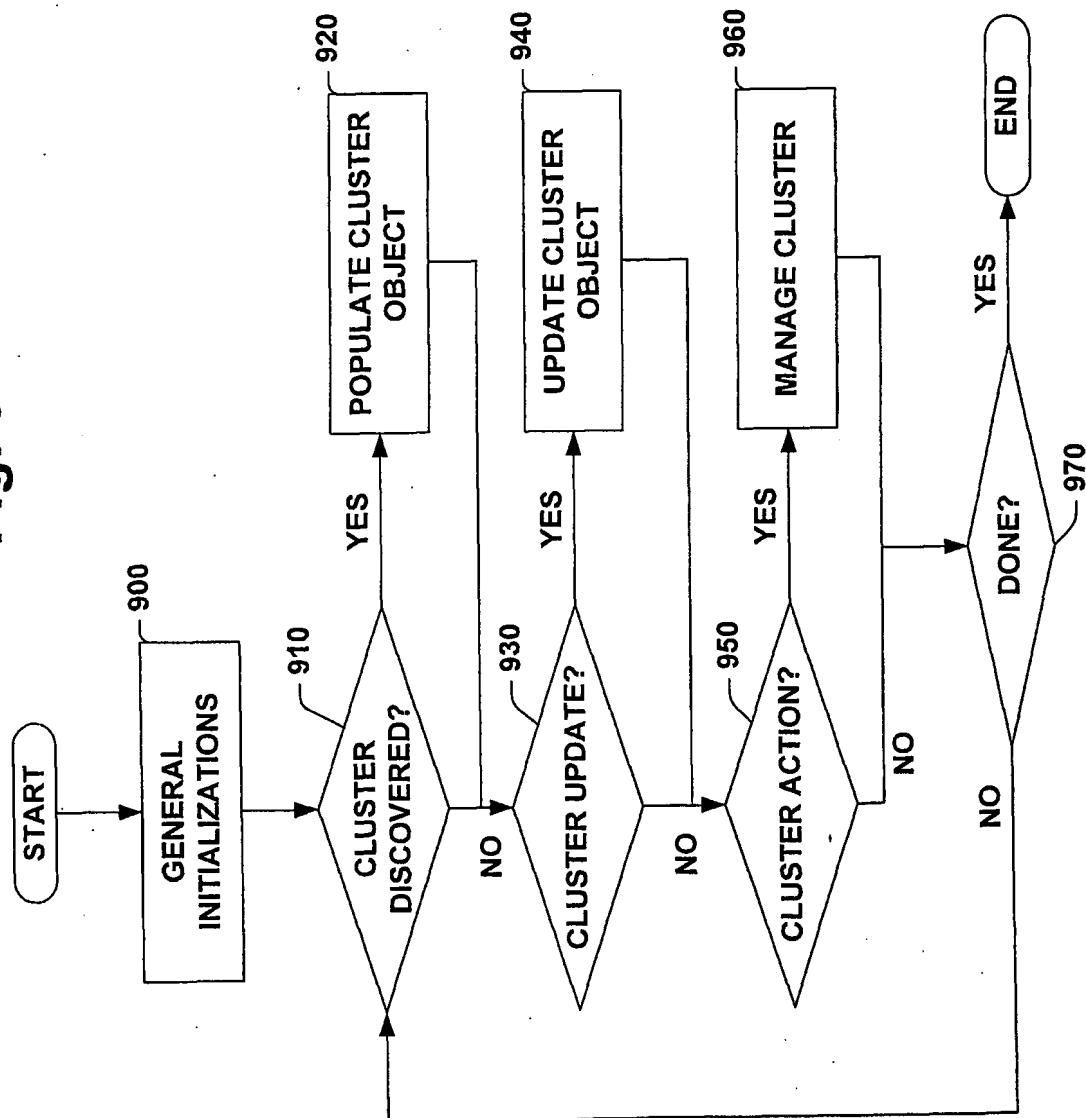 START
900
GENERAL
INITIALIZATIONS
910
CLUSTER
DISCOVERED?
YES
920
POPULATE CLUSTER
OBJECT
NO
930
CLUSTER UPDATE?
YES
940
UPDATE CLUSTER
OBJECT
NO
950
CLUSTER ACTION?
YES
960
MANAGE CLUSTER
NO
DONE?
970
YES
END
NO